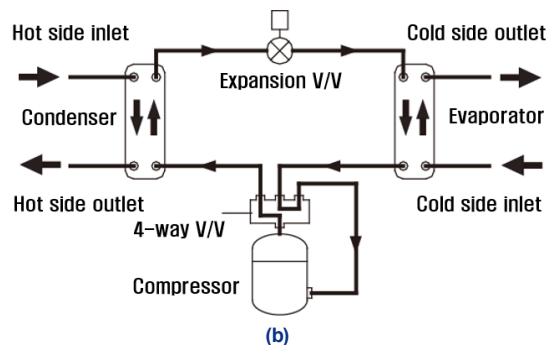 Hot side inlet
Cold side outlet
Expansion V/V
Condenser
Evaporator
Hot side outlet
Cold side inlet
4-way V/V
Compressor
(b)